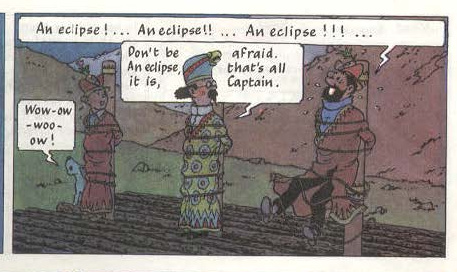 An eclipse ! ... An eclipse !! ... An eclipse ! ! ! ...
Don't be afraid.
An eclipse, that's all
it is, Captain.
Wow-ow
-woo-
ow !